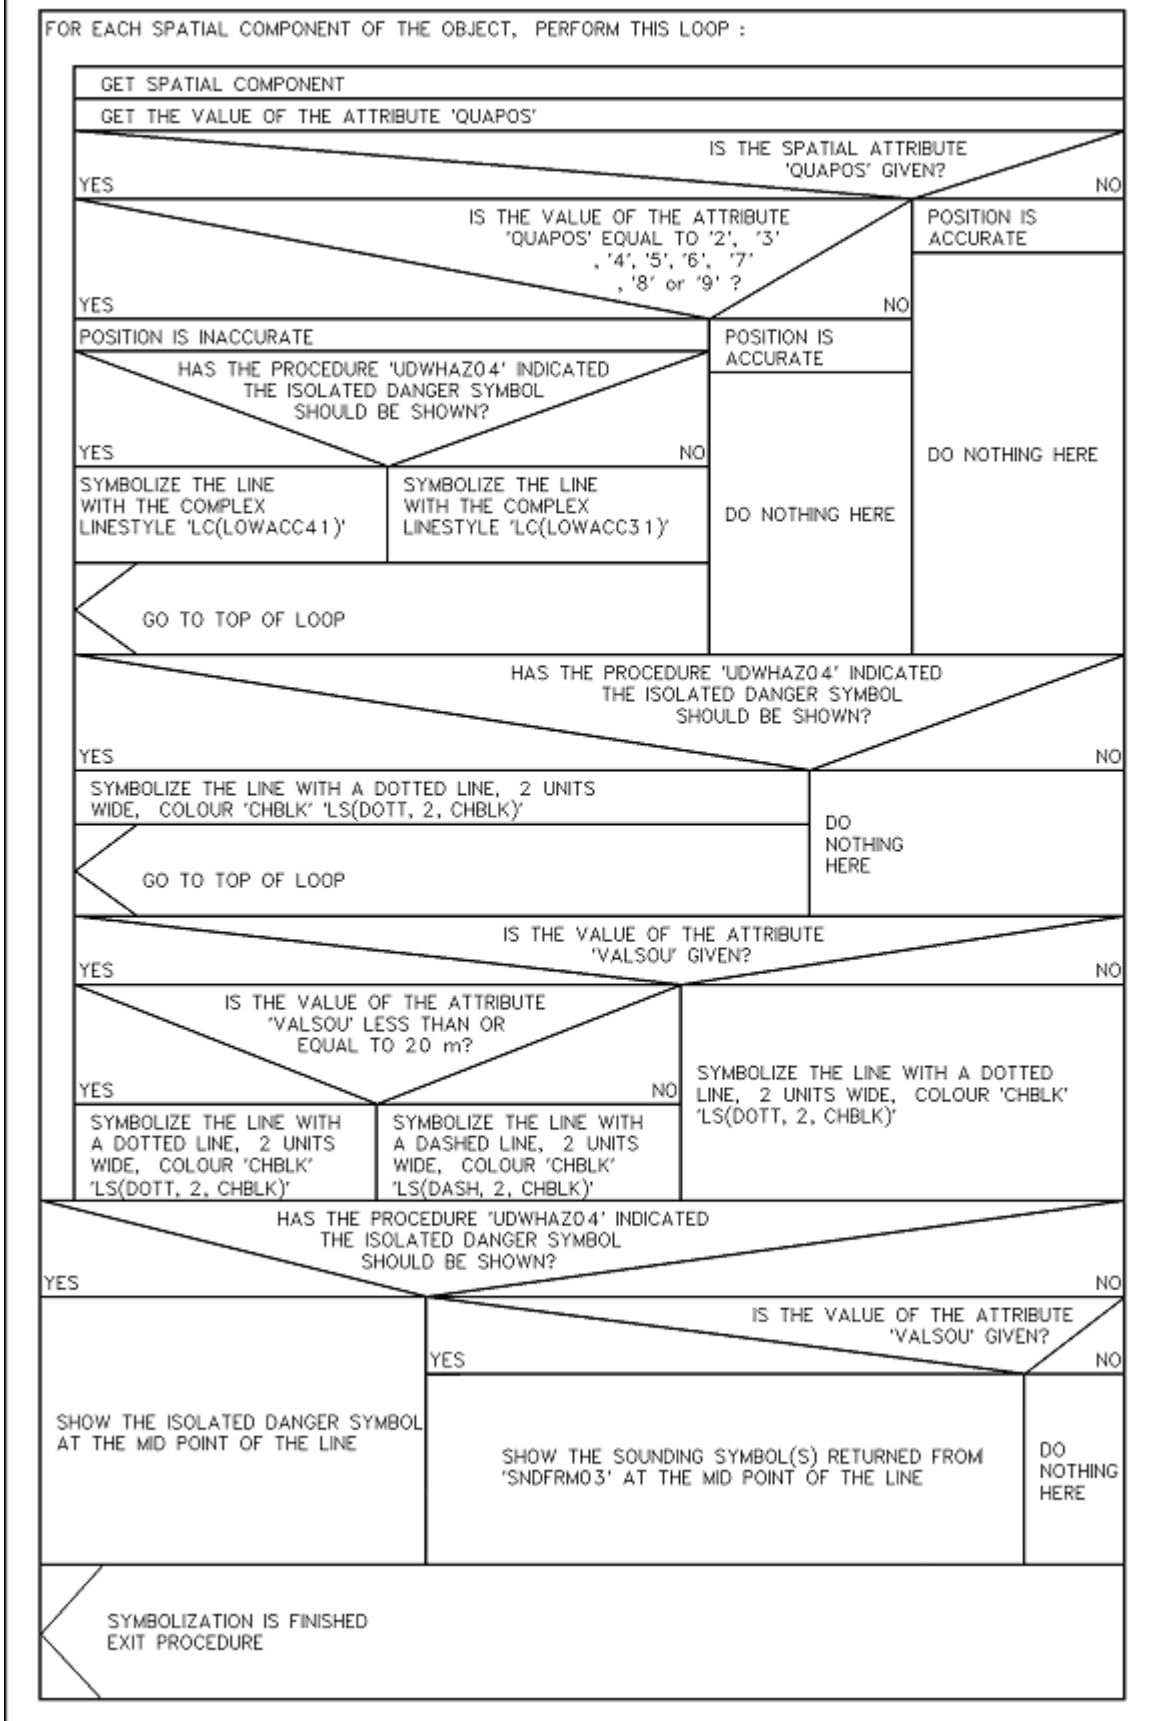 FOR EACH SPATIAL COMPONENT OF THE OBJECT, PERFORM THIS LOOP :
GET SPATIAL COMPONENT
GET THE VALUE OF THE ATTRIBUTE 'QUAPOS'
IS THE SPATIAL ATTRIBUTE
'QUAPOS' GIVEN?
YES
NO
IS THE VALUE OF THE ATTRIBUTE
'QUAPOS' EQUAL TO '2', '3'
, '4', '5', '6', '7'
, '8' or '9' ?
YES
NO
POSITION IS
ACCURATE
DO NOTHING HERE
POSITION IS INACCURATE
POSITION IS
ACCURATE
DO NOTHING HERE
HAS THE PROCEDURE 'UDWHAZ04' INDICATED
THE ISOLATED DANGER SYMBOL
SHOULD BE SHOWN?
YES
NO
SYMBOLIZE THE LINE
WITH THE COMPLEX
LINESTYLE 'LC(LOWACC41)'
SYMBOLIZE THE LINE
WITH THE COMPLEX
LINESTYLE 'LC(LOWACC31)'
GO TO TOP OF LOOP
HAS THE PROCEDURE 'UDWHAZ04' INDICATED
THE ISOLATED DANGER SYMBOL
SHOULD BE SHOWN?
YES
NO
SYMBOLIZE THE LINE WITH A DOTTED LINE, 2 UNITS
WIDE, COLOUR 'CHBLK' 'LS(DOTT, 2, CHBLK)'
DO
NOTHING
HERE
GO TO TOP OF LOOP
IS THE VALUE OF THE ATTRIBUTE
'VALSOU' GIVEN?
YES
NO
IS THE VALUE OF THE ATTRIBUTE
'VALSOU' LESS THAN OR
EQUAL TO 20 m?
YES
NO
SYMBOLIZE THE LINE WITH A DOTTED
LINE, 2 UNITS WIDE, COLOUR 'CHBLK'
'LS(DOTT, 2, CHBLK)'
SYMBOLIZE THE LINE WITH
A DOTTED LINE, 2 UNITS
WIDE, COLOUR 'CHBLK'
'LS(DOTT, 2, CHBLK)'
SYMBOLIZE THE LINE WITH
A DASHED LINE, 2 UNITS
WIDE, COLOUR 'CHBLK'
'LS(DASH, 2, CHBLK)'
HAS THE PROCEDURE 'UDWHAZ04' INDICATED
THE ISOLATED DANGER SYMBOL
SHOULD BE SHOWN?
YES
NO
IS THE VALUE OF THE ATTRIBUTE
'VALSOU' GIVEN?
YES
NO
SHOW THE ISOLATED DANGER SYMBOL
AT THE MID POINT OF THE LINE
SHOW THE SOUNDING SYMBOL(S) RETURNED FROM
'SNDFRM03' AT THE MID POINT OF THE LINE
DO
NOTHING
HERE
SYMBOLIZATION IS FINISHED
EXIT PROCEDURE